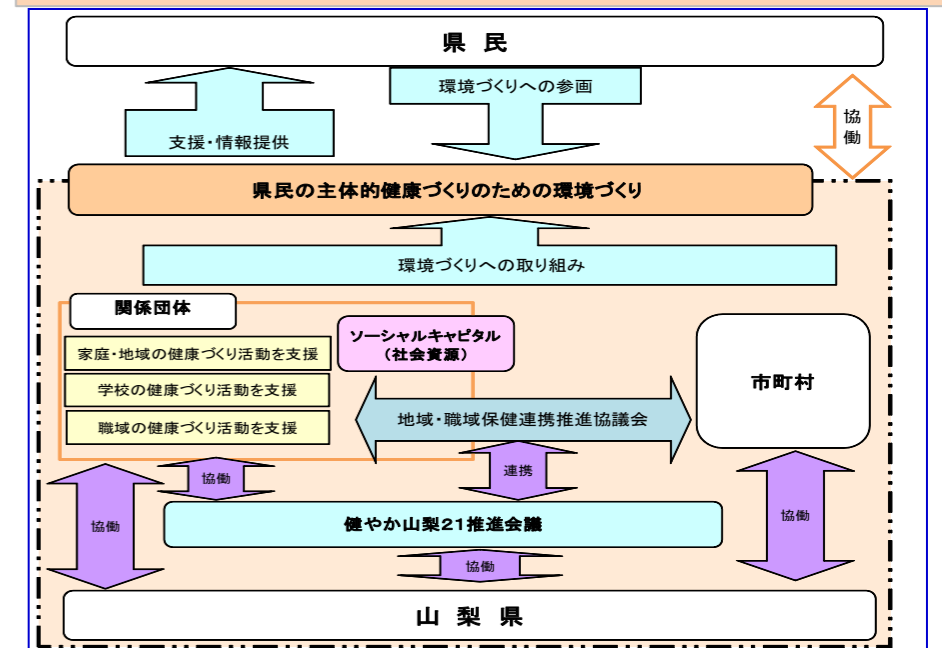 県 民
環境づくりへの参画
支援・情報提供
協
働
県民の主体的健康づくりのための環境づくり
環境づくりへの取り組み
関係団体
ソーシャルキャピタル
（社会資源）
家庭・地域の健康づくり活動を支援
学校の健康づくり活動を支援
職域の健康づくり活動を支援
市町村
地域・職域保健連携推進協議会
協働
連携
協働
協働
健やか山梨２１推進会議
協働
山 梨 県